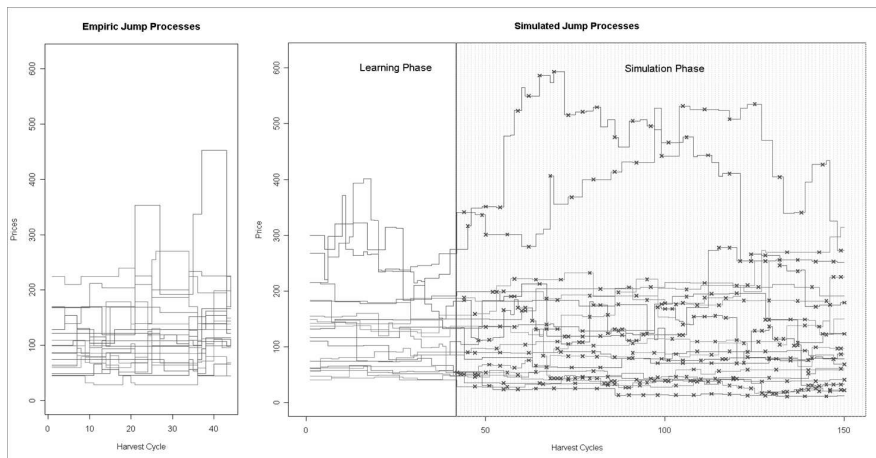 Empiric Jump Processes
Simulated Jump Processes
Learning Phase
Simulation Phase
Prices
600
500
400
300
200
100
0
0
10
20
30
40
Harvest Cycle
Price
600
500
400
300
200
100
0
0
50
100
150
Harvest Cycles